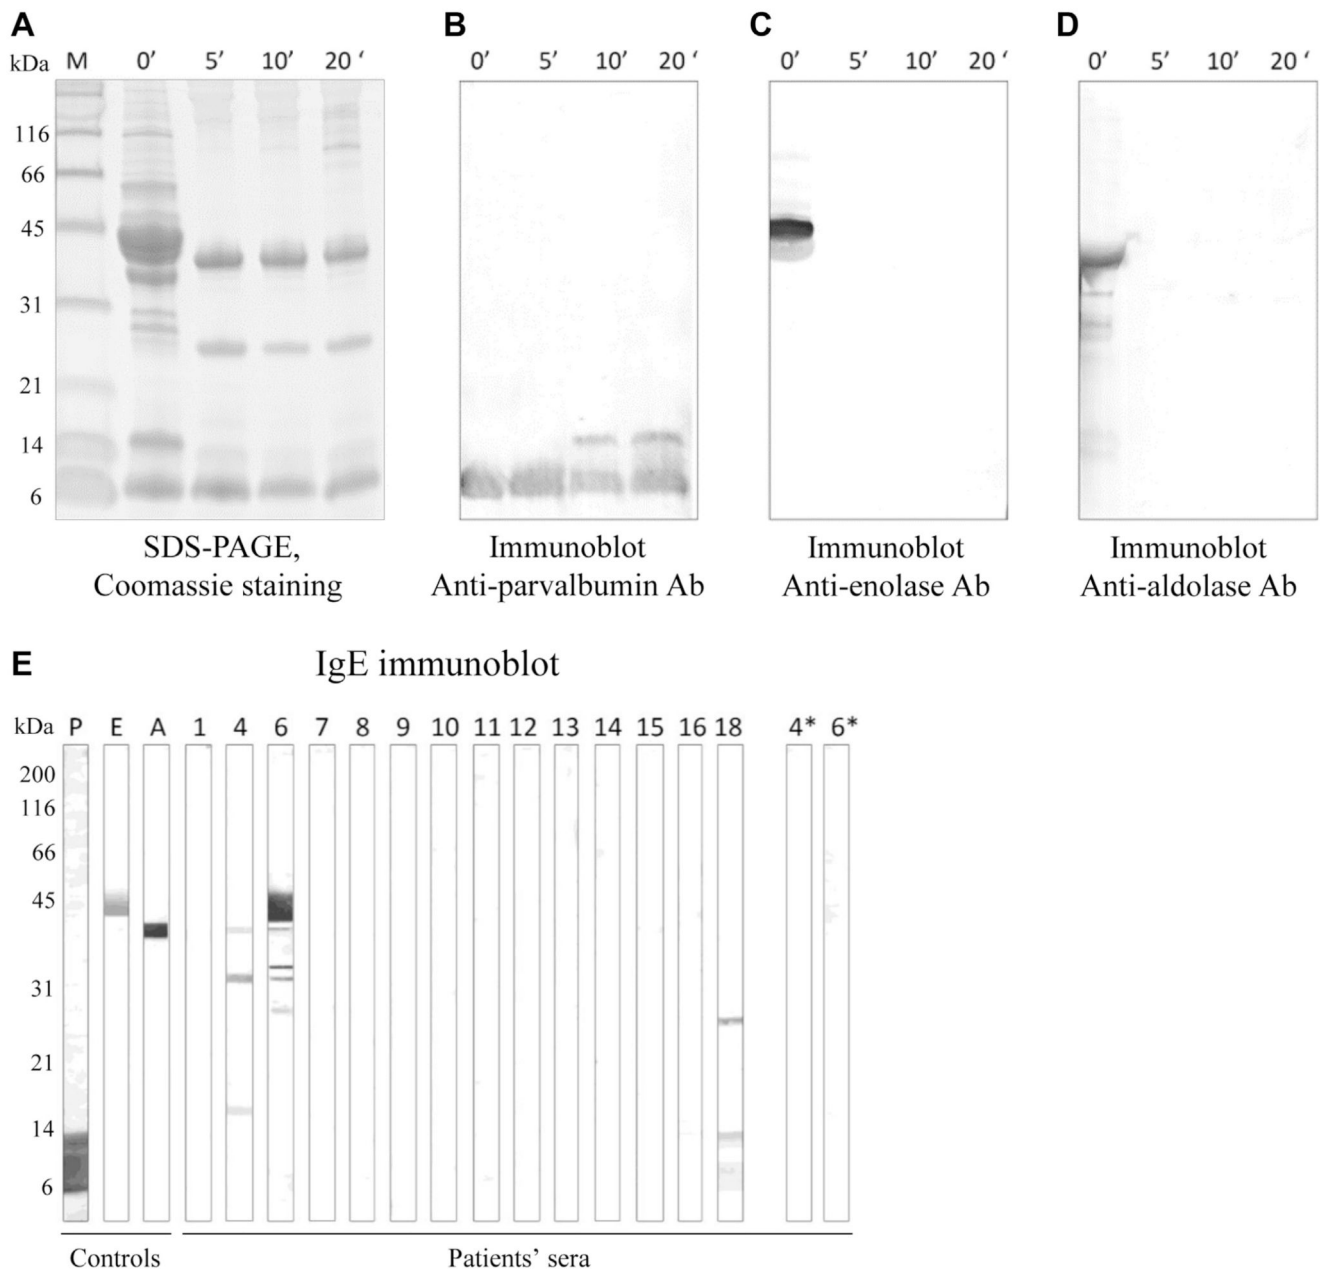 A B C D
kDa M 0′ 5′ 10′ 20 ‘ 0′ 5′ 10′ 20 ‘ 0′ 5′ 10′ 20 ‘ 0′ 5′ 10′ 20 ‘
116
66
45
31
21
14
6
SDS-PAGE,
Coomassie staining
Immunoblot
Anti-parvalbumin Ab
Immunoblot
Anti-enolase Ab
Immunoblot
Anti-aldolase Ab
E IgE immunoblot
kDa P E A 1 4 6 7 8 9 10 11 12 13 14 15 16 18 4* 6*
200
116
66
45
31
21
14
6
Controls Patients’ sera